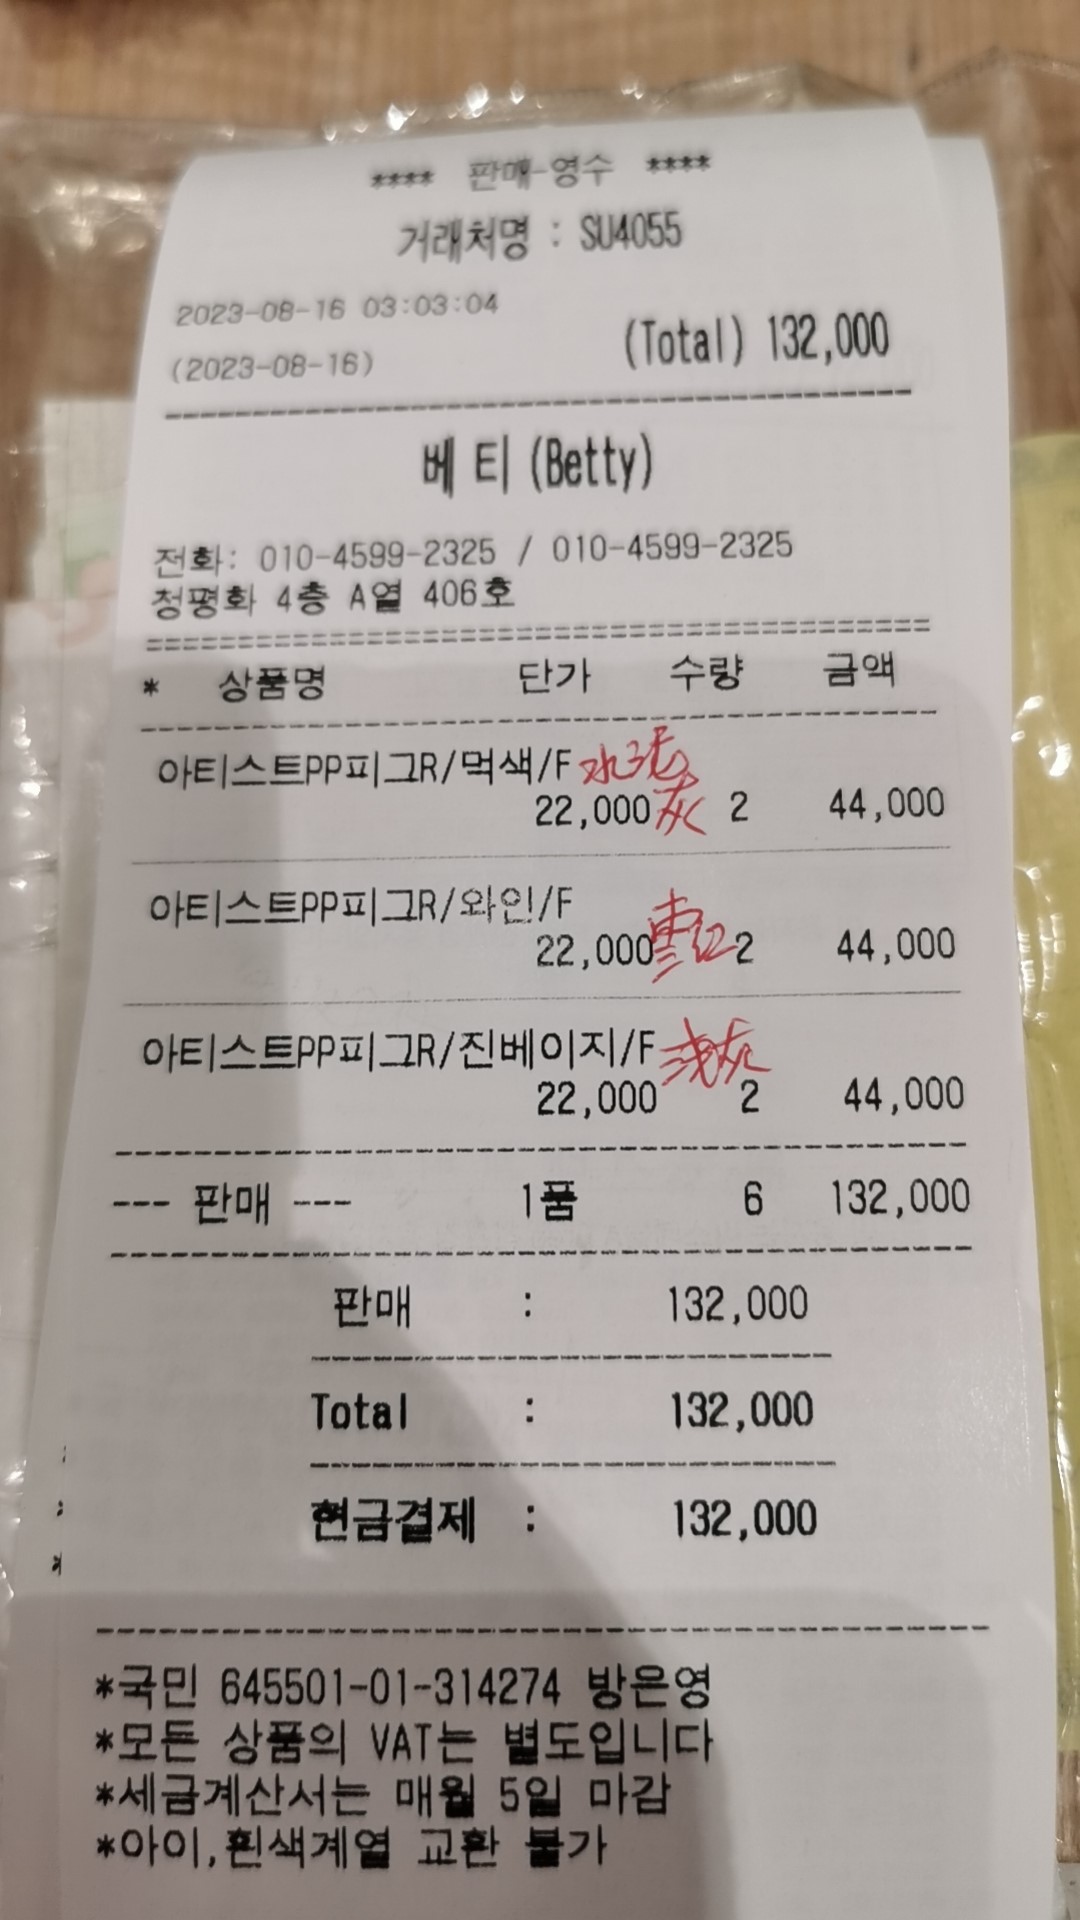 **** 판매-영수 ****
거래처명 : SU4055
2023-08-16 03:03:04
(Total) 132,000
(2023-08-16)
베 티 (Betty)
전화: 010-4599-2325 / 010-4599-2325
청평화 4층 A열 406호
* 상품명 단가 수량 금액
아티스트PP피그R/먹색/F 水泥
22,000 灰 2 44,000
아티스트PP피그R/와인/F
22,000 枣红 2 44,000
아티스트PP피그R/진베이지/F 浅灰
22,000 2 44,000
--- 판매 --- 1품 6 132,000
판매 : 132,000
Total : 132,000
현금결제 : 132,000
*국민 645501-01-314274 방은영
*모든 상품의 VAT는 별도입니다
*세금계산서는 매월 5일 마감
*아이,흰색계열 교환 불가